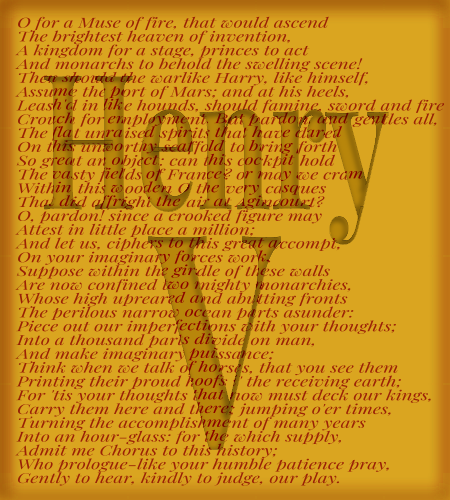 O for a Muse of fire, that would ascend
The brightest heaven of invention,
A kingdom for a stage, princes to act
And monarchs to behold the swelling scene!
Then should the warlike Harry, like himself,
Assume the port of Mars; and at his heels,
Leash'd in like hounds, should famine, sword and fire
Crouch for employment. But pardon, and gentles all,
The flat unraised spirits that have dared
On this unworthy scaffold to bring forth
So great an object: can this cockpit hold
The vasty fields of France? or may we cram
Within this wooden O the very casques
That did affright the air at Agincourt?
O, pardon! since a crooked figure may
Attest in little place a million;
And let us, ciphers to this great accompt,
On your imaginary forces work.
Suppose within the girdle of these walls
Are now confined two mighty monarchies,
Whose high upreared and abutting fronts
The perilous narrow ocean parts asunder:
Piece out our imperfections with your thoughts;
Into a thousand parts divide on man,
And make imaginary puissance;
Think when we talk of horses, that you see them
Printing their proud hoofs i' the receiving earth;
For 'tis your thoughts that now must deck our kings,
Carry them here and there; jumping o'er times,
Turning the accomplishment of many years
Into an hour-glass: for the which supply,
Admit me Chorus to this history;
Who prologue-like your humble patience pray,
Gently to hear, kindly to judge, our play.
Henry
V